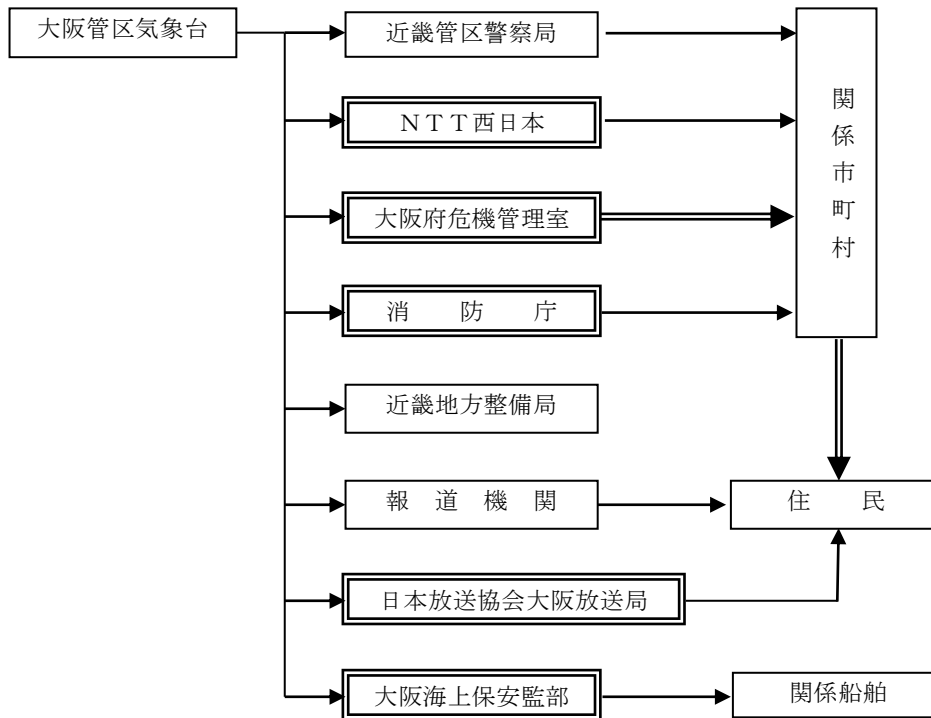 大阪管区気象台
近畿管区警察局
ＮＴＴ西日本
大阪府危機管理室
消　防　庁
近畿地方整備局
報　道　機　関
日本放送協会大阪放送局
大阪海上保安監部
関係市町村
住　民
関係船舶